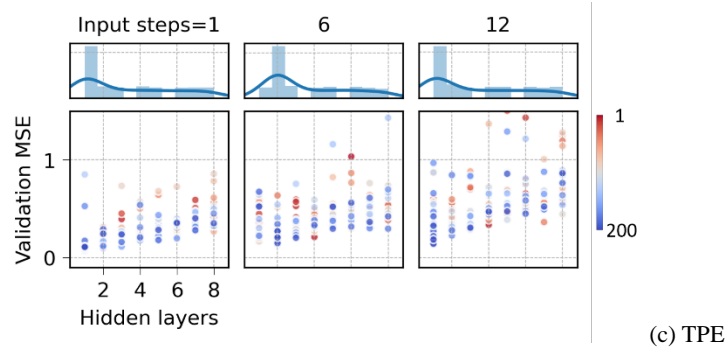 Input steps=1 6 12
Validation MSE
1
0
2 4 6 8
Hidden layers
1
200
(c) TPE